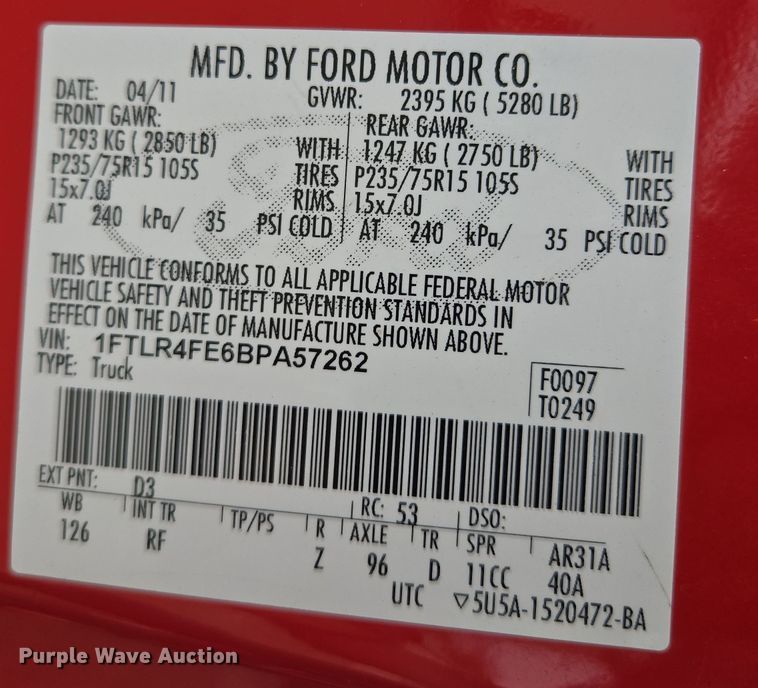 MFD. BY FORD MOTOR CO.
DATE: 04/11 GVWR: 2395 KG ( 5280 LB)
FRONT GAWR: REAR GAWR:
1293 KG ( 2850 LB) WITH 1247 KG ( 2750 LB) WITH
P235/75R15 105S TIRES P235/75R15 105S TIRES
15x7.0J RIMS 15x7.0J RIMS
AT 240 kPa/ 35 PSI COLD AT 240 kPa/ 35 PSI COLD
THIS VEHICLE CONFORMS TO ALL APPLICABLE FEDERAL MOTOR
VEHICLE SAFETY AND THEFT PREVENTION STANDARDS IN
EFFECT ON THE DATE OF MANUFACTURE SHOWN ABOVE.
VIN: 1FTLR4FE6BPA57262
TYPE: Truck
F0097
T0249
EXT PNT: D3 RC: 53 DSO:
WB INT TR TP/PS R AXLE TR SPR AR31A
126 RF Z 96 D 11CC 40A
UTC ▽5U5A-1520472-BA
Purple Wave Auction